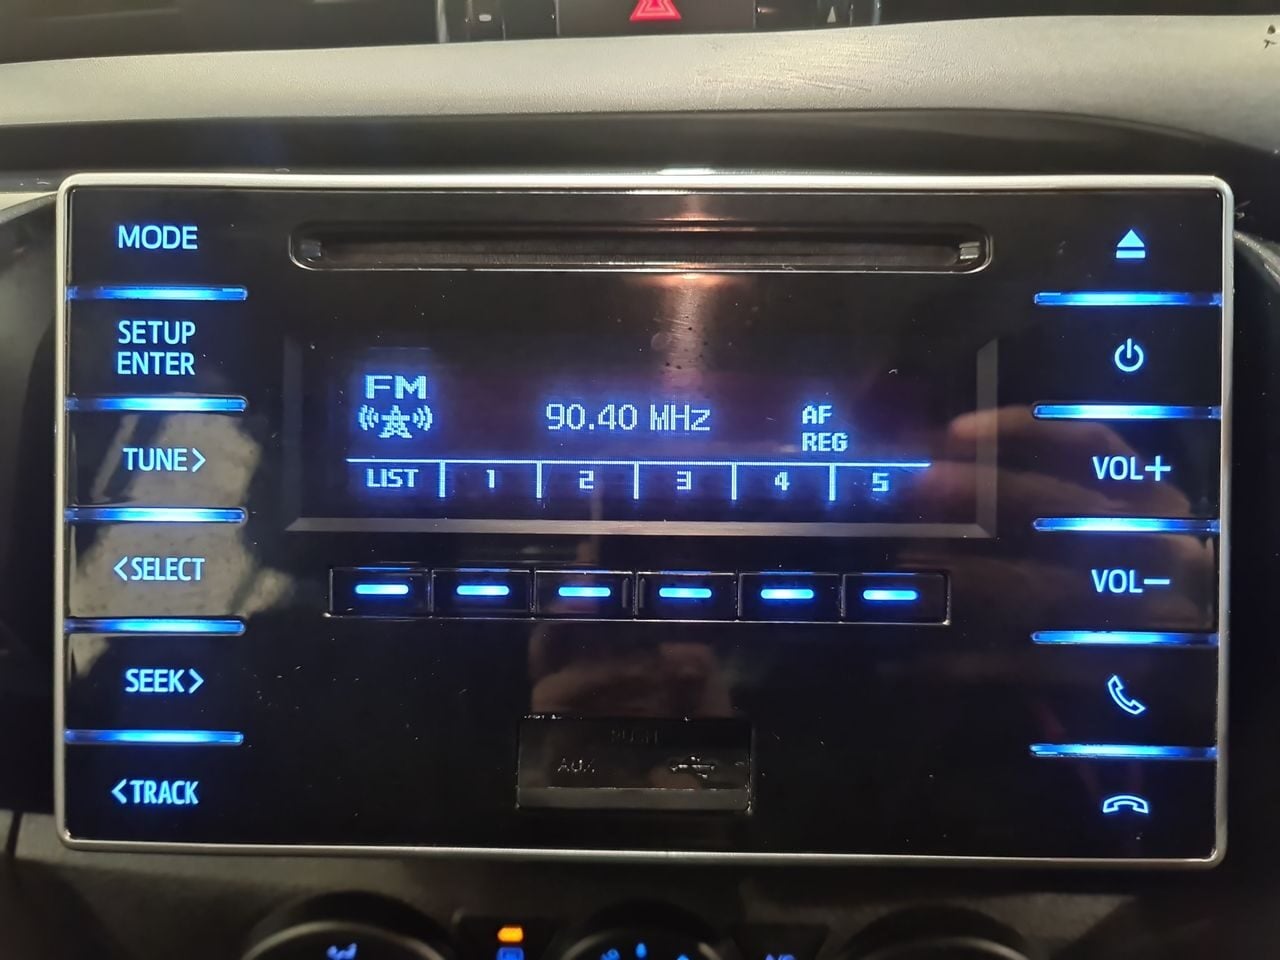 MODE
SETUP
ENTER
TUNE>
<SELECT
SEEK>
<TRACK
FM
90.40 MHz
AF
REG
LIST 1 2 3 4 5
PUSH
AUX
VOL+
VOL-